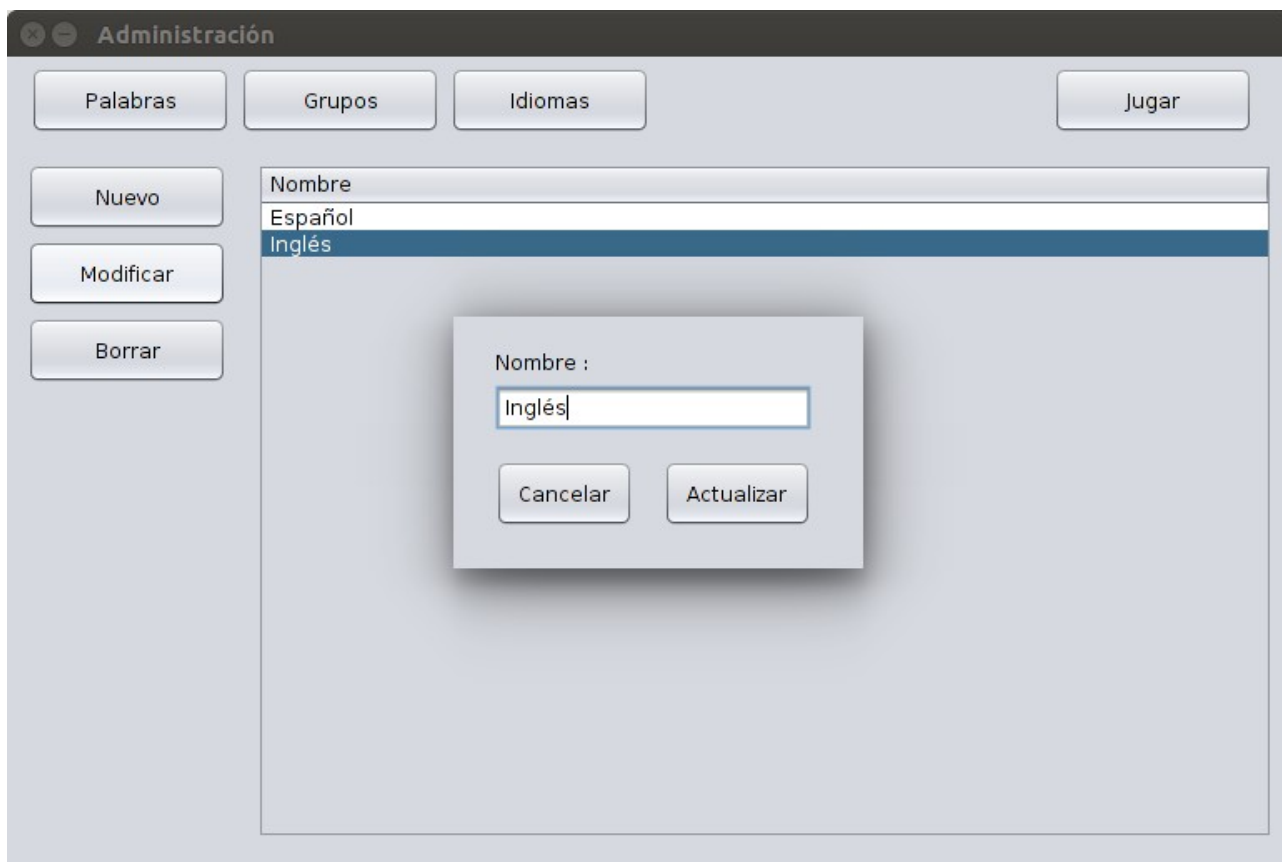 Administración
Palabras Grupos Idiomas Jugar
Nuevo
Modificar
Borrar
Nombre
Español
Inglés
Nombre :
Inglés
Cancelar Actualizar